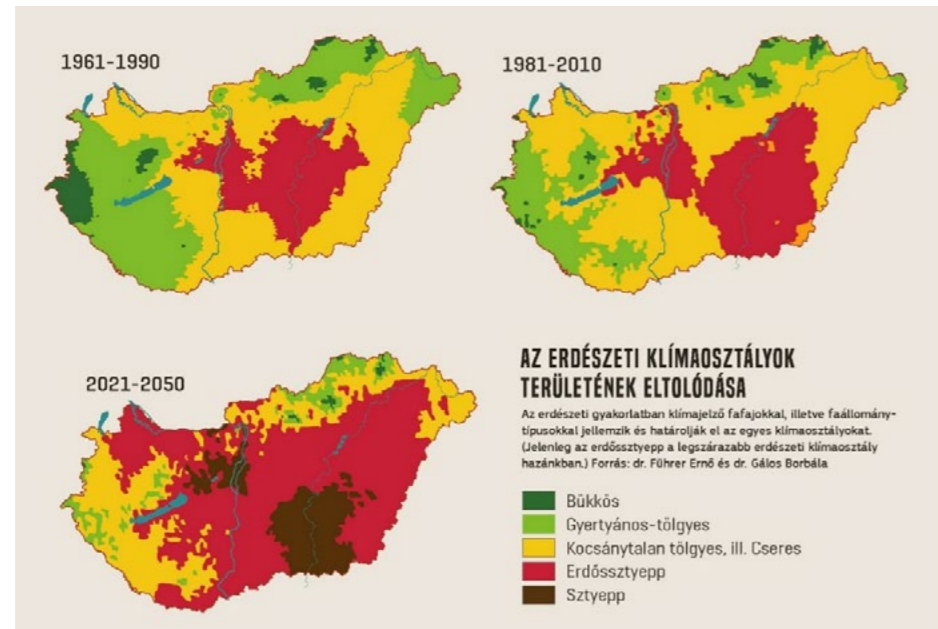 1961-1990
1981-2010
2021-2050
AZ ERDÉSZETI KLÍMAOSZTÁLYOK
TERÜLETÉNEK ELTOLÓDÁSA
Az erdészeti gyakorlatban klímajelző fafajokkal, illetve faállomány-
típusokkal jellemzik és határolják el az egyes klímaosztályokat.
(Jelenleg az erdőssztyepp a legszárazabb erdészeti klímaosztály
hazánkban.) Forrás: dr. Führer Ernő és dr. Gálos Borbála
Bükkös
Gyertyános-tölgyes
Kocsánytalan tölgyes, ill. Cseres
Erdőssztyepp
Sztyepp